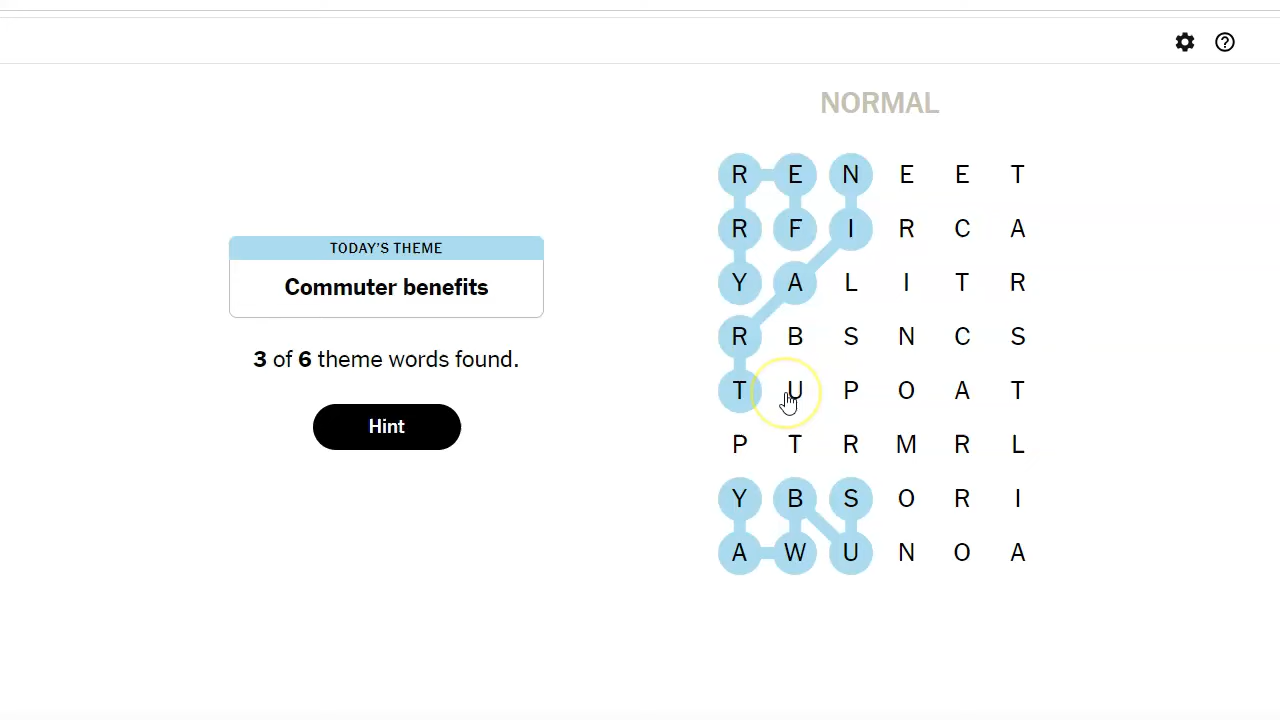 NORMAL
TODAY'S THEME
Commuter benefits
3 of 6 theme words found.
Hint
R E N E E T
R F I R C A
Y A L I T R
R B S N C S
T U P O A T
P T R M R L
Y B S O R I
A W U N O A